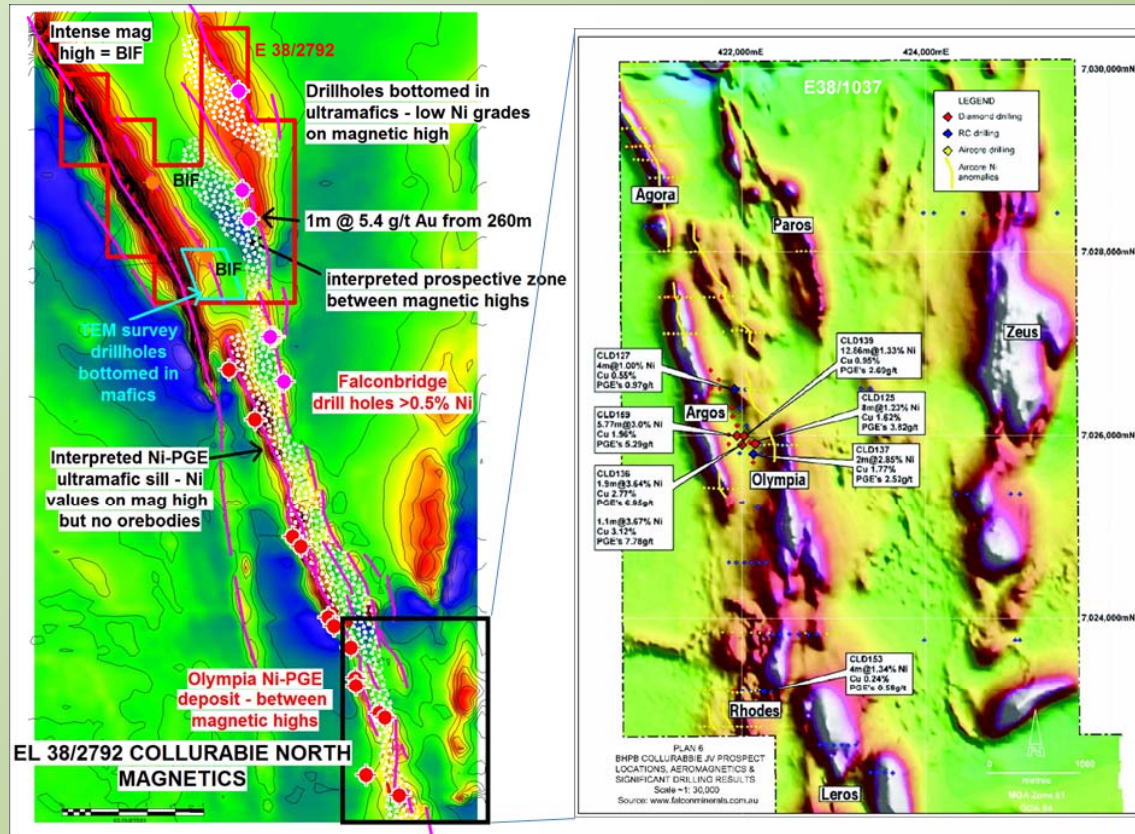 Intense mag
high = BIF
E 38/2792
Drillholes bottomed in
ultramafics - low Ni grades
on magnetic high
BIF
1m @ 5.4 g/t Au from 260m
BIF
interpreted prospective zone
between magnetic highs
TEM survey
drillholes
bottomed in
mafics
Falconbridge
drill holes >0.5% Ni
Interpreted Ni-PGE
ultramafic sill - Ni
values on mag high
but no orebodies
Olympia Ni-PGE
deposit - between
magnetic highs
EL 38/2792 COLLURABIE NORTH
MAGNETICS
422,000mE
424,000mE
7,030,000mN
E38/1037
LEGEND
Diamond drilling
RC drilling
Aircore drilling
Aircore Ni
anomalies
Agora
Paros
7,028,000mN
Zeus
CLD139
12.86m@1.33% Ni
Cu 0.95%
PGE's 2.69g/t
CLD127
4m@1.00% Ni
Cu 0.55%
PGE's 0.97g/t
CLD125
8m@1.23% Ni
Cu 1.62%
PGE's 3.82g/t
Argos
CLD159
5.77m@3.0% Ni
Cu 1.96%
PGE's 5.29g/t
7,026,000mN
CLD137
2m@2.85% Ni
Cu 1.77%
PGE's 2.52g/t
Olympia
CLD136
1.9m@3.64% Ni
Cu 2.77%
PGE's 6.95g/t
1.1m@3.67% Ni
Cu 3.12%
PGE's 7.78g/t
7,024,000mN
CLD153
4m@1.34% Ni
Cu 0.24%
PGE's 0.58g/t
Rhodes
PLAN 6
BHPB COLLURABBIE JV PROSPECT
LOCATIONS, AEROMAGNETICS &
SIGNIFICANT DRILLING RESULTS
Scale ~1: 30,000
Source: www.falconminerals.com.au
Leros
0
metres
MGA Zone 51